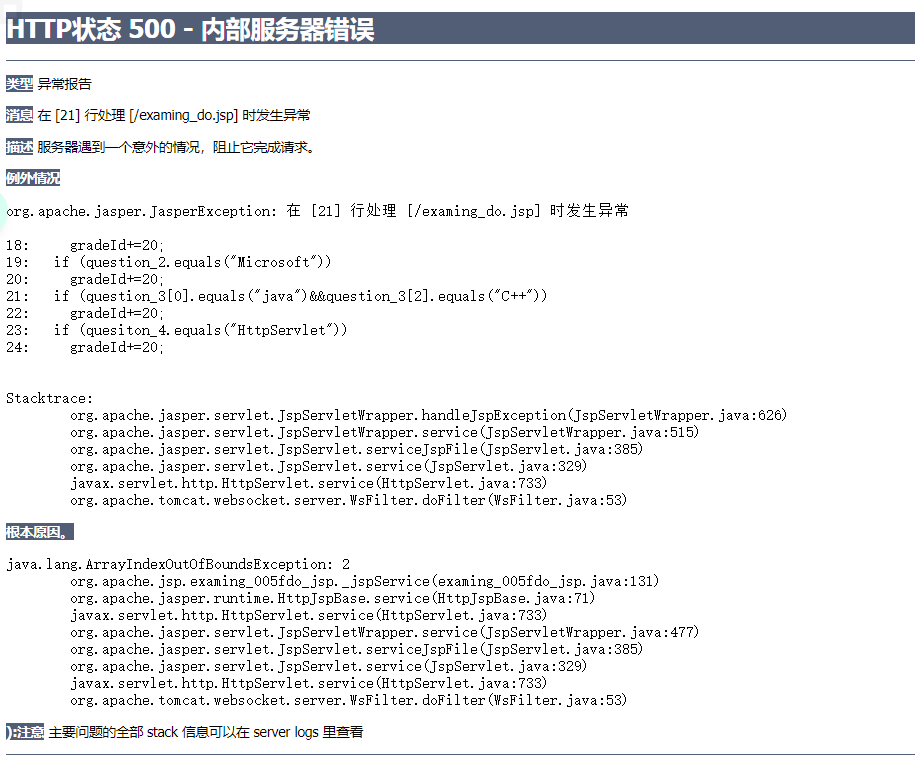 HTTP状态 500 - 内部服务器错误
类型 异常报告
消息 在 [21] 行处理 [/examing_do.jsp] 时发生异常
描述 服务器遇到一个意外的情况，阻止它完成请求。
例外情况
org.apache.jasper.JasperException: 在 [21] 行处理 [/examing_do.jsp] 时发生异常
18:     gradeId+=20;
19:   if (question_2.equals("Microsoft"))
20:     gradeId+=20;
21:   if (question_3[0].equals("java")&&question_3[2].equals("C++"))
22:     gradeId+=20;
23:   if (quesiton_4.equals("HttpServlet"))
24:     gradeId+=20;
Stacktrace:
org.apache.jasper.servlet.JspServletWrapper.handleJspException(JspServletWrapper.java:626)
org.apache.jasper.servlet.JspServletWrapper.service(JspServletWrapper.java:515)
org.apache.jasper.servlet.JspServlet.serviceJspFile(JspServlet.java:385)
org.apache.jasper.servlet.JspServlet.service(JspServlet.java:329)
javax.servlet.http.HttpServlet.service(HttpServlet.java:733)
org.apache.tomcat.websocket.server.WsFilter.doFilter(WsFilter.java:53)
根本原因。
java.lang.ArrayIndexOutOfBoundsException: 2
org.apache.jsp.examing_005fdo_jsp._jspService(examing_005fdo_jsp.java:131)
org.apache.jasper.runtime.HttpJspBase.service(HttpJspBase.java:71)
javax.servlet.http.HttpServlet.service(HttpServlet.java:733)
org.apache.jasper.servlet.JspServletWrapper.service(JspServletWrapper.java:477)
org.apache.jasper.servlet.JspServlet.serviceJspFile(JspServlet.java:385)
org.apache.jasper.servlet.JspServlet.service(JspServlet.java:329)
javax.servlet.http.HttpServlet.service(HttpServlet.java:733)
org.apache.tomcat.websocket.server.WsFilter.doFilter(WsFilter.java:53)
):注意 主要问题的全部 stack 信息可以在 server logs 里查看